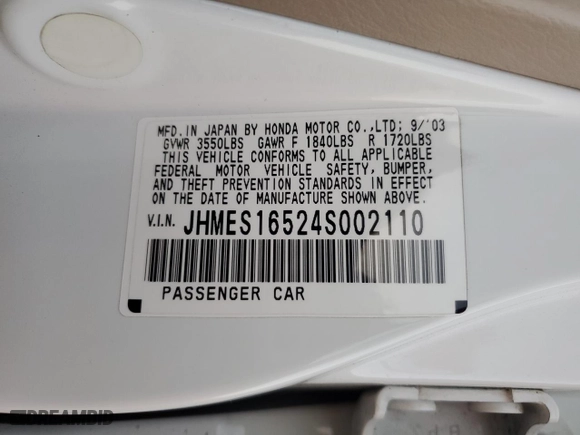 MFD. IN JAPAN BY HONDA MOTOR CO.,LTD; 9/'03
GVWR 3550LBS GAWR F 1840LBS R 1720LBS
THIS VEHICLE CONFORMS TO ALL APPLICABLE
FEDERAL MOTOR VEHICLE SAFETY, BUMPER,
AND THEFT PREVENTION STANDARDS IN EFFECT
ON THE DATE OF MANUFACTURE SHOWN ABOVE.
V.I.N. JHMES16524S002110
PASSENGER CAR
DREAMBID